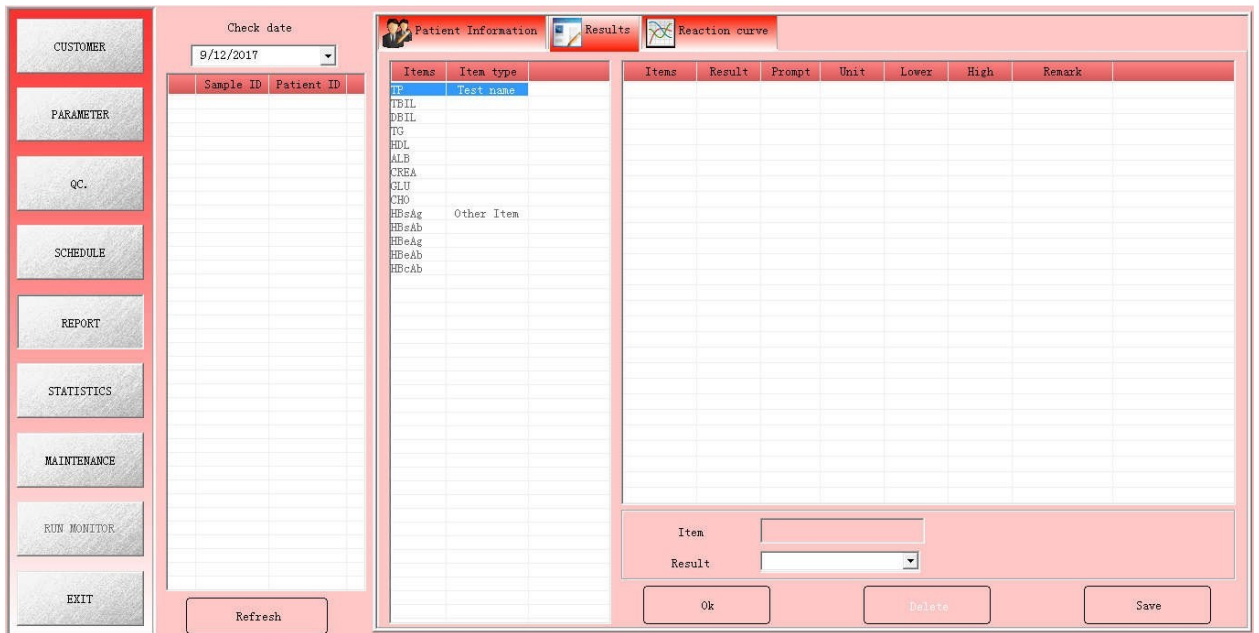 CUSTOMER
PARAMETER
QC.
SCHEDULE
REPORT
STATISTICS
MAINTENANCE
RUN MONITOR
EXIT
Check date
9/12/2017
Sample ID Patient ID
Refresh
Patient Information Results Reaction curve
Items Item type
TP Test name
TBIL
DBIL
TG
HDL
ALB
CREA
GLU
CHO
HBsAg Other Item
HBsAb
HBeAg
HBeAb
HBcAb
Items Result Prompt Unit Lower High Remark
Item
Result
Ok Delete Save